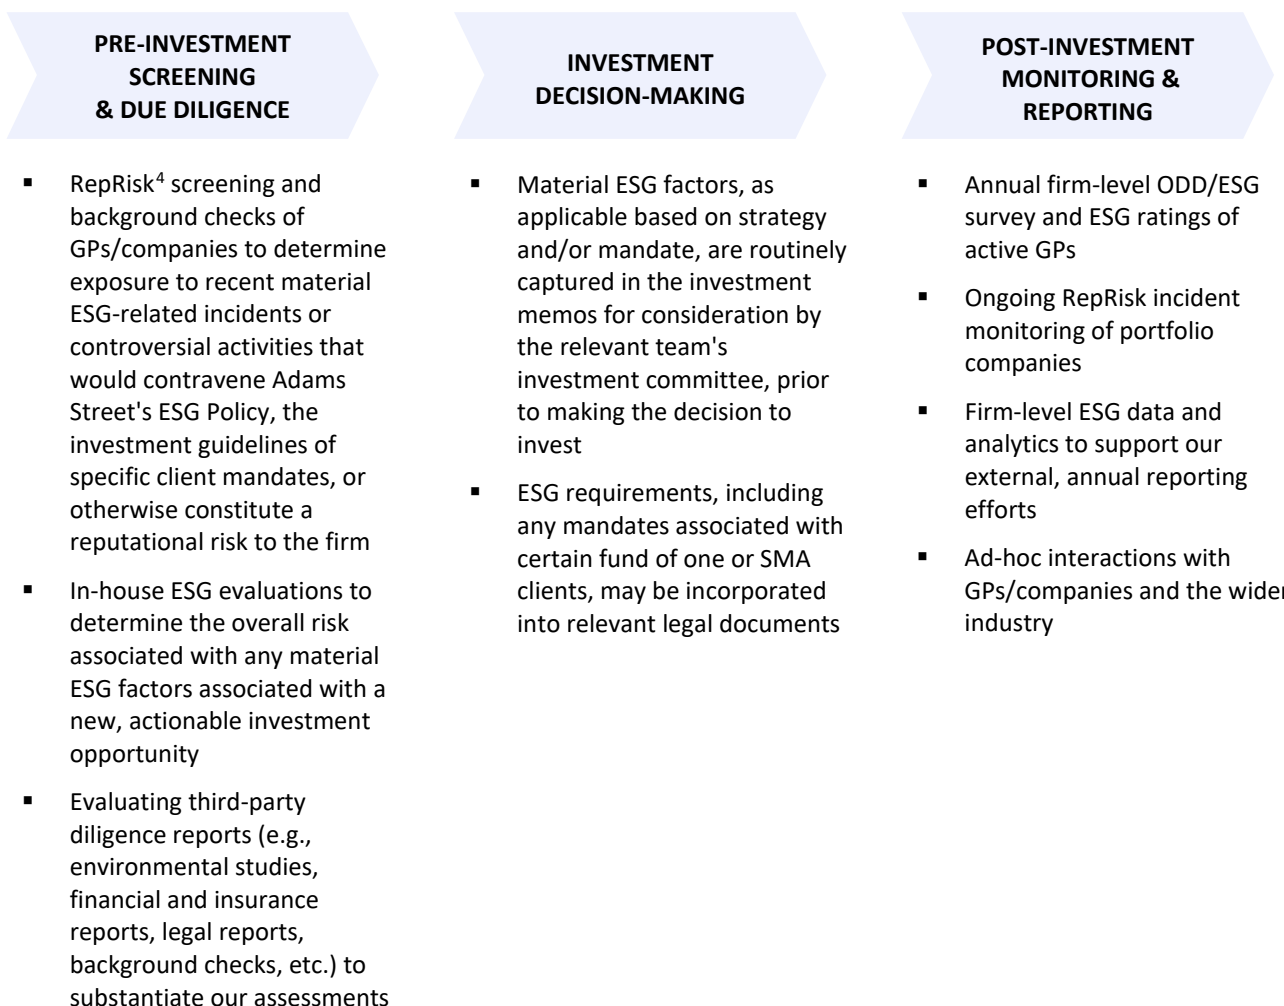 PRE-INVESTMENT
SCREENING
& DUE DILIGENCE
▪ RepRisk⁴ screening and
background checks of
GPs/companies to determine
exposure to recent material
ESG-related incidents or
controversial activities that
would contravene Adams
Street's ESG Policy, the
investment guidelines of
specific client mandates, or
otherwise constitute a
reputational risk to the firm
▪ In-house ESG evaluations to
determine the overall risk
associated with any material
ESG factors associated with a
new, actionable investment
opportunity
▪ Evaluating third-party
diligence reports (e.g.,
environmental studies,
financial and insurance
reports, legal reports,
background checks, etc.) to
substantiate our assessments
INVESTMENT
DECISION-MAKING
▪ Material ESG factors, as
applicable based on strategy
and/or mandate, are routinely
captured in the investment
memos for consideration by
the relevant team's
investment committee, prior
to making the decision to
invest
▪ ESG requirements, including
any mandates associated with
certain fund of one or SMA
clients, may be incorporated
into relevant legal documents
POST-INVESTMENT
MONITORING &
REPORTING
▪ Annual firm-level ODD/ESG
survey and ESG ratings of
active GPs
▪ Ongoing RepRisk incident
monitoring of portfolio
companies
▪ Firm-level ESG data and
analytics to support our
external, annual reporting
efforts
▪ Ad-hoc interactions with
GPs/companies and the wider
industry